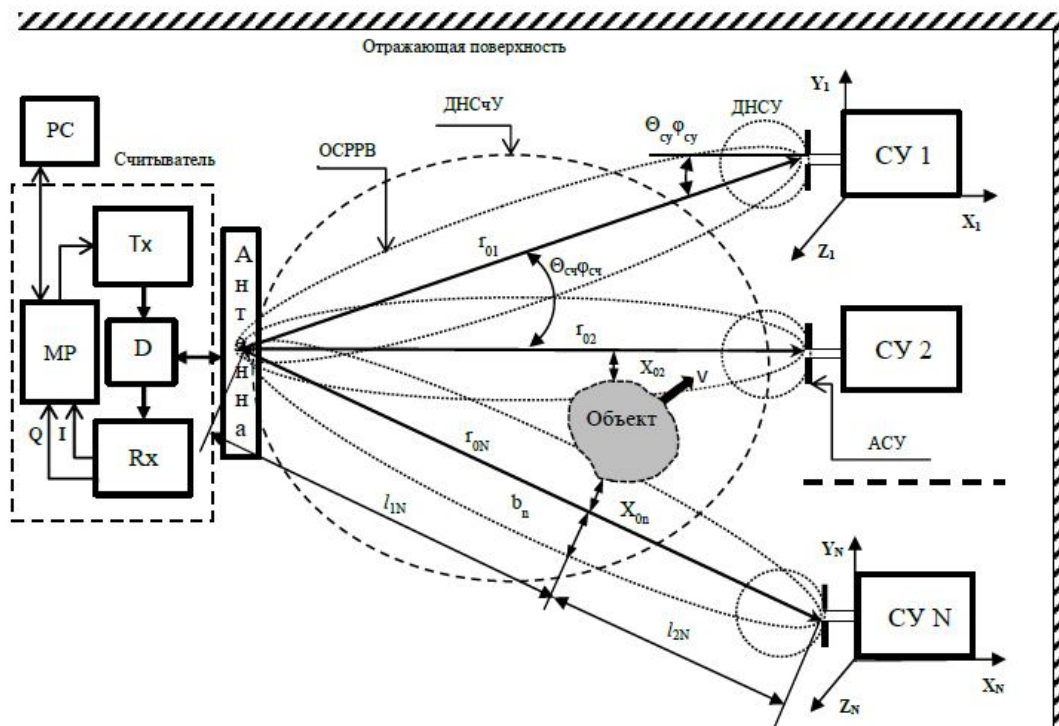 Отражающая поверхность
PC
Считыватель
Tx
MP
D
Q
I
Rx
А
н
т
е
н
н
а
ДНСчУ
ОСРРВ
Θсуφсу
ДНСУ
Y1
СУ 1
X1
Z1
r01
Θсчφсч
r02
СУ 2
X02
V
Объект
АСУ
r0N
l1N
bn
X0n
l2N
YN
СУ N
XN
ZN